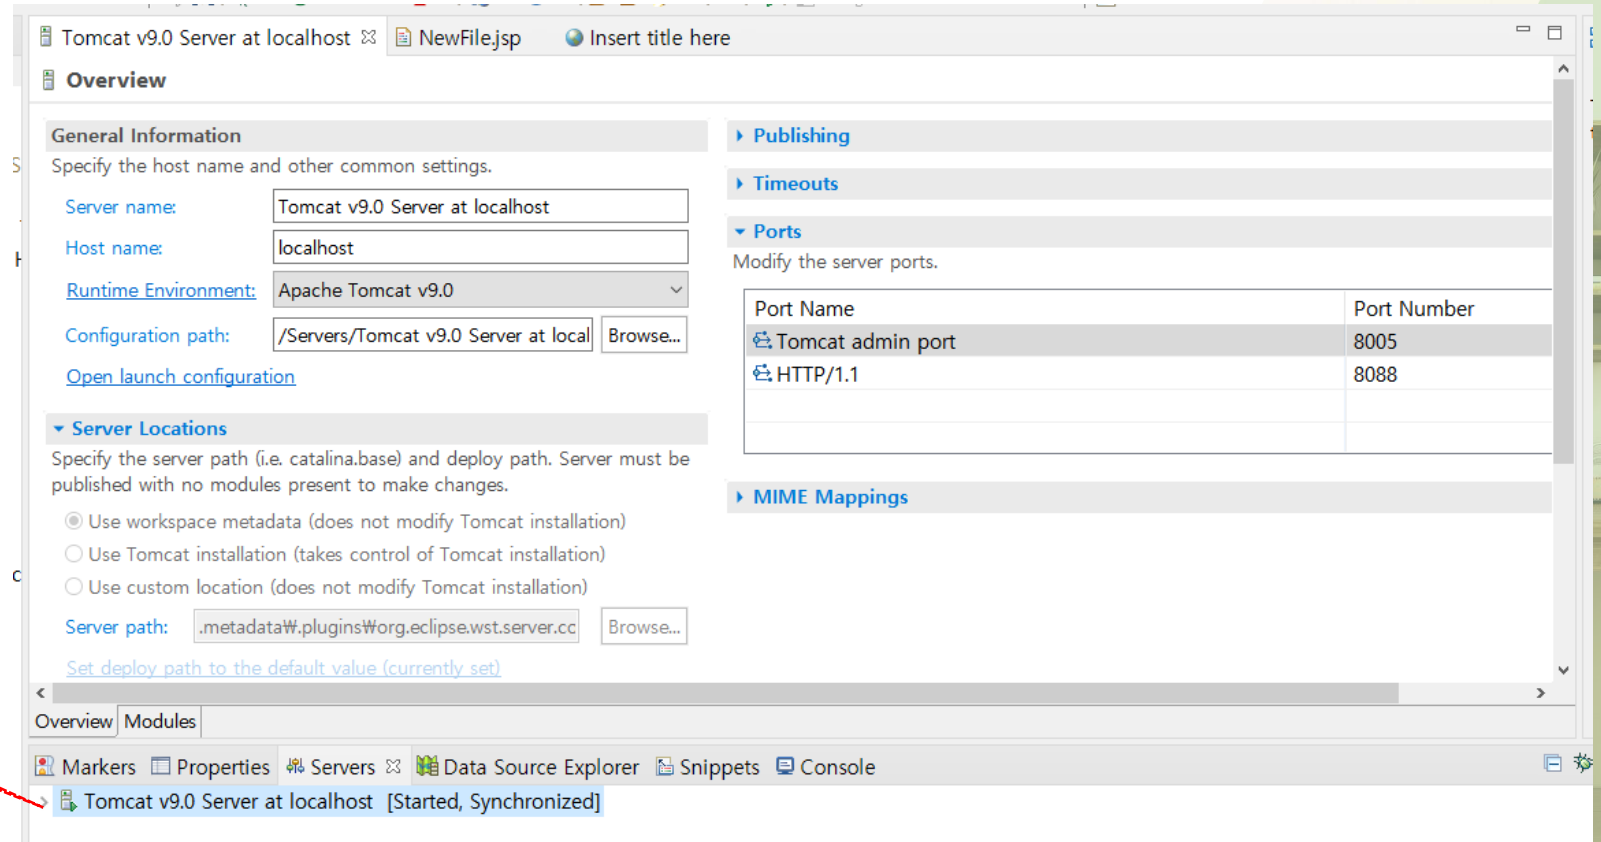 Tomcat v9.0 Server at localhost NewFile.jsp Insert title here
Overview
General Information
Specify the host name and other common settings.
Server name: Tomcat v9.0 Server at localhost
Host name: localhost
Runtime Environment: Apache Tomcat v9.0
Configuration path: /Servers/Tomcat v9.0 Server at local Browse...
Open launch configuration
Server Locations
Specify the server path (i.e. catalina.base) and deploy path. Server must be
published with no modules present to make changes.
Use workspace metadata (does not modify Tomcat installation)
Use Tomcat installation (takes control of Tomcat installation)
Use custom location (does not modify Tomcat installation)
Server path: .metadata₩.plugins₩org.eclipse.wst.server.cc Browse...
Set deploy path to the default value (currently set)
Publishing
Timeouts
Ports
Modify the server ports.
Port Name Port Number
Tomcat admin port 8005
HTTP/1.1 8088
MIME Mappings
Overview Modules
Markers Properties Servers Data Source Explorer Snippets Console
Tomcat v9.0 Server at localhost [Started, Synchronized]